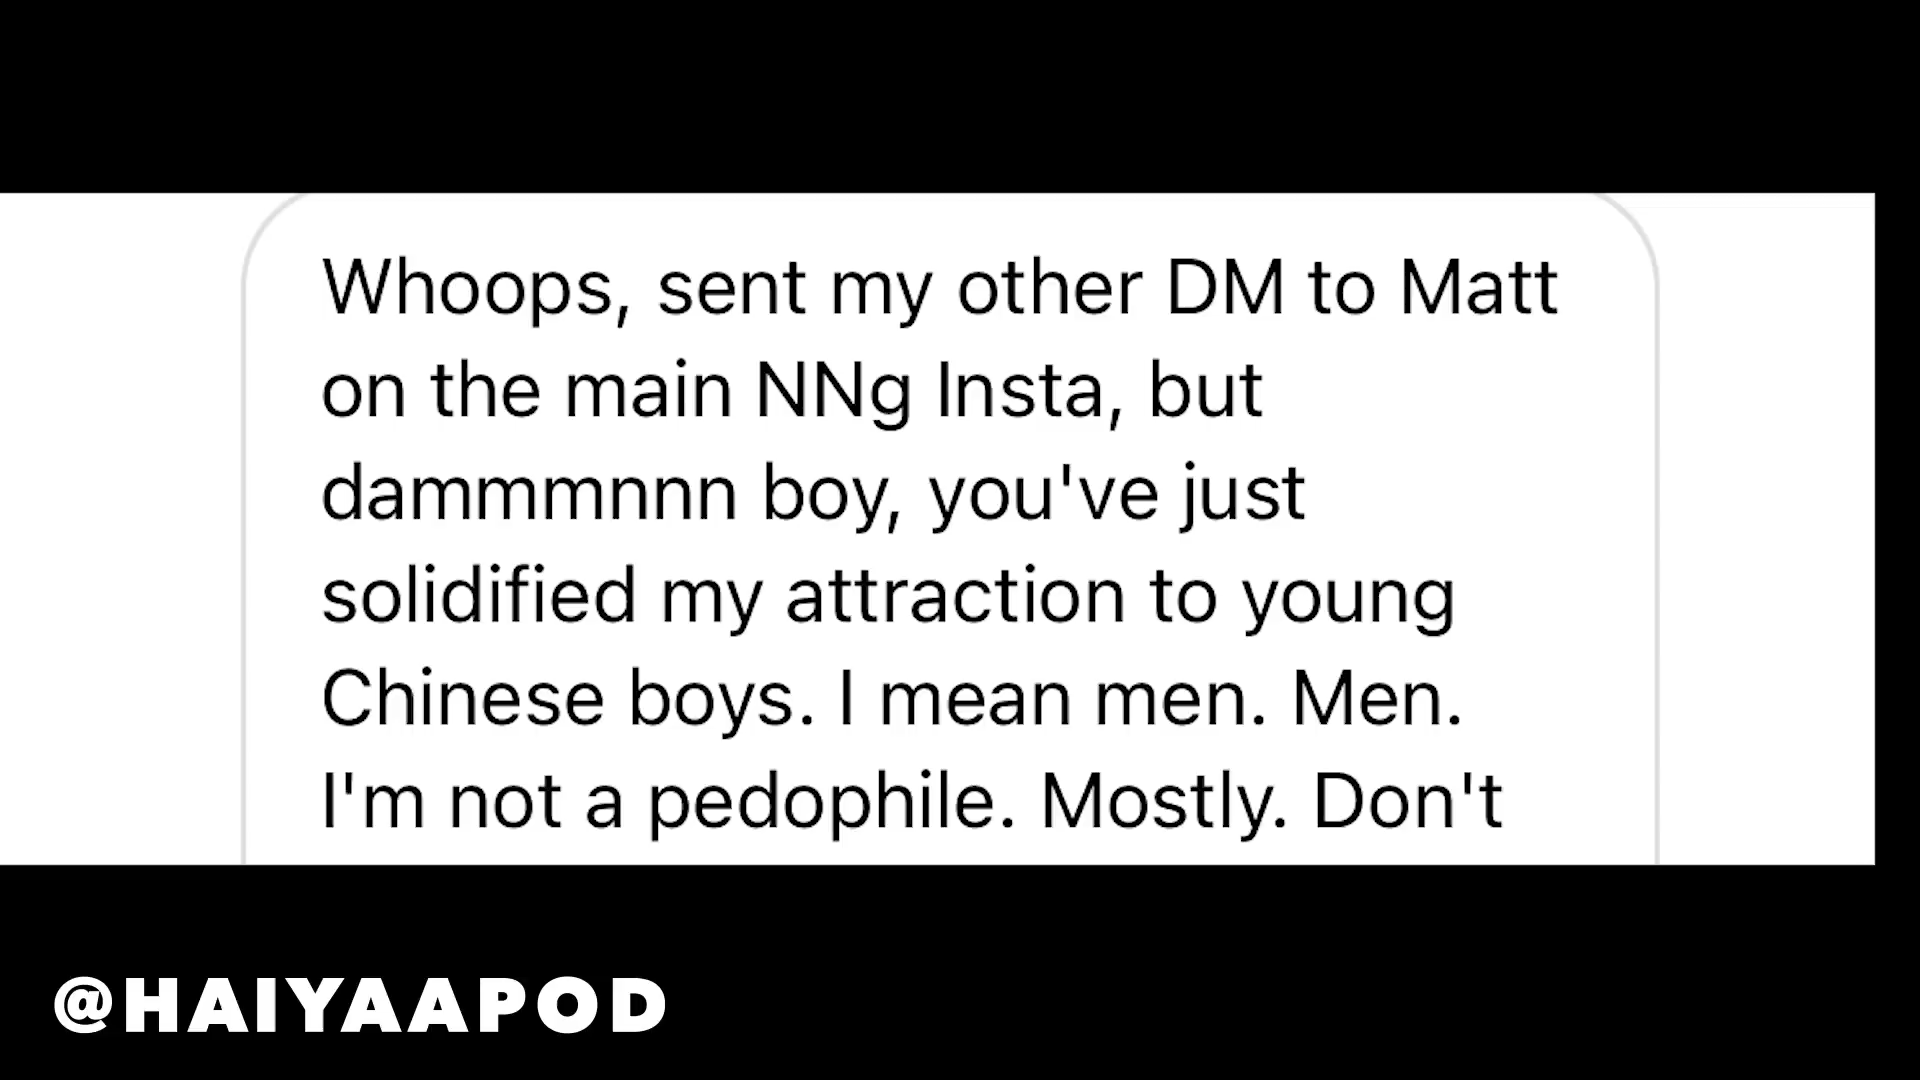 Whoops, sent my other DM to Matt
on the main NNg Insta, but
dammmnnn boy, you've just
solidified my attraction to young
Chinese boys. I mean men. Men.
I'm not a pedophile. Mostly. Don't
@HAIYAAPOD